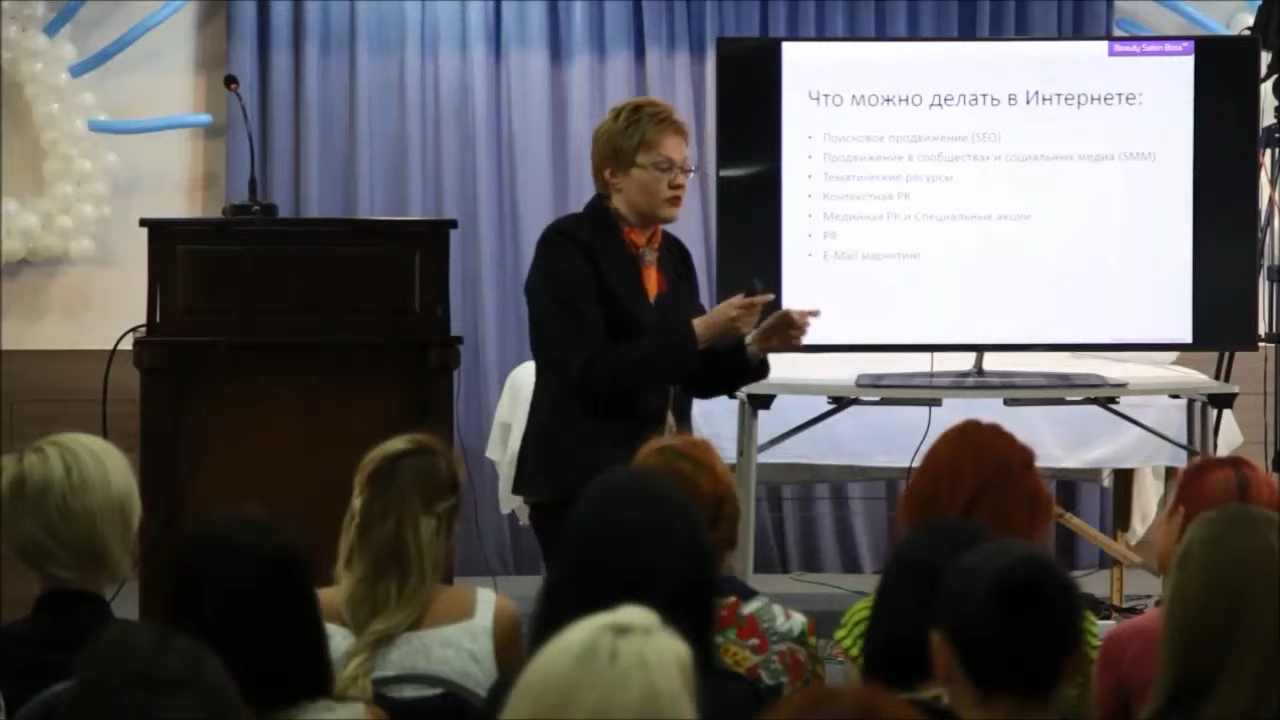 Beauty Salon Boss
Что можно делать в Интернете:
• Поисковое продвижение (SEO)
• Продвижение в сообществах и социальных медиа (SMM)
• Тематические ресурсы
• Контекстная РК
• Медийная РК и Специальные акции
• PR
• E-Mail маркетинг